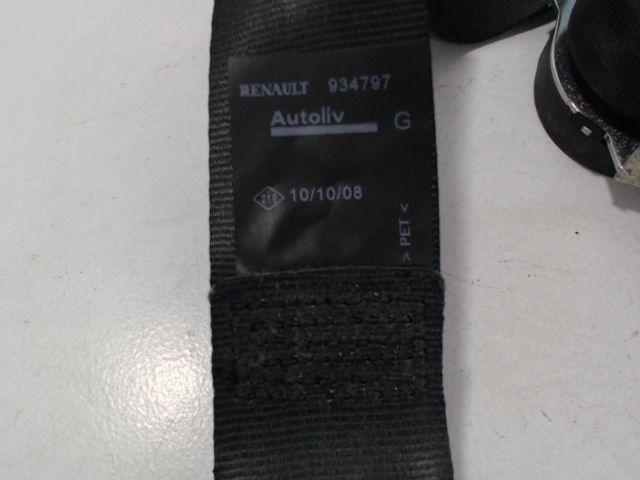 RENAULT 934797
Autoliv G
10/10/08
> PET <